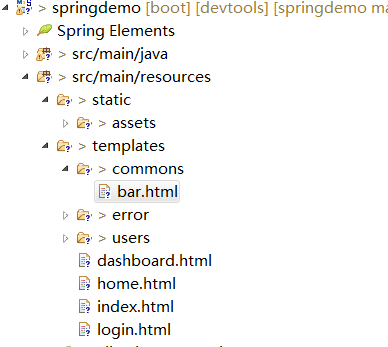 > springdemo [boot] [devtools] [springdemo ma
Spring Elements
> src/main/java
> src/main/resources
> static
> assets
> templates
> commons
bar.html
> error
> users
dashboard.html
home.html
index.html
login.html